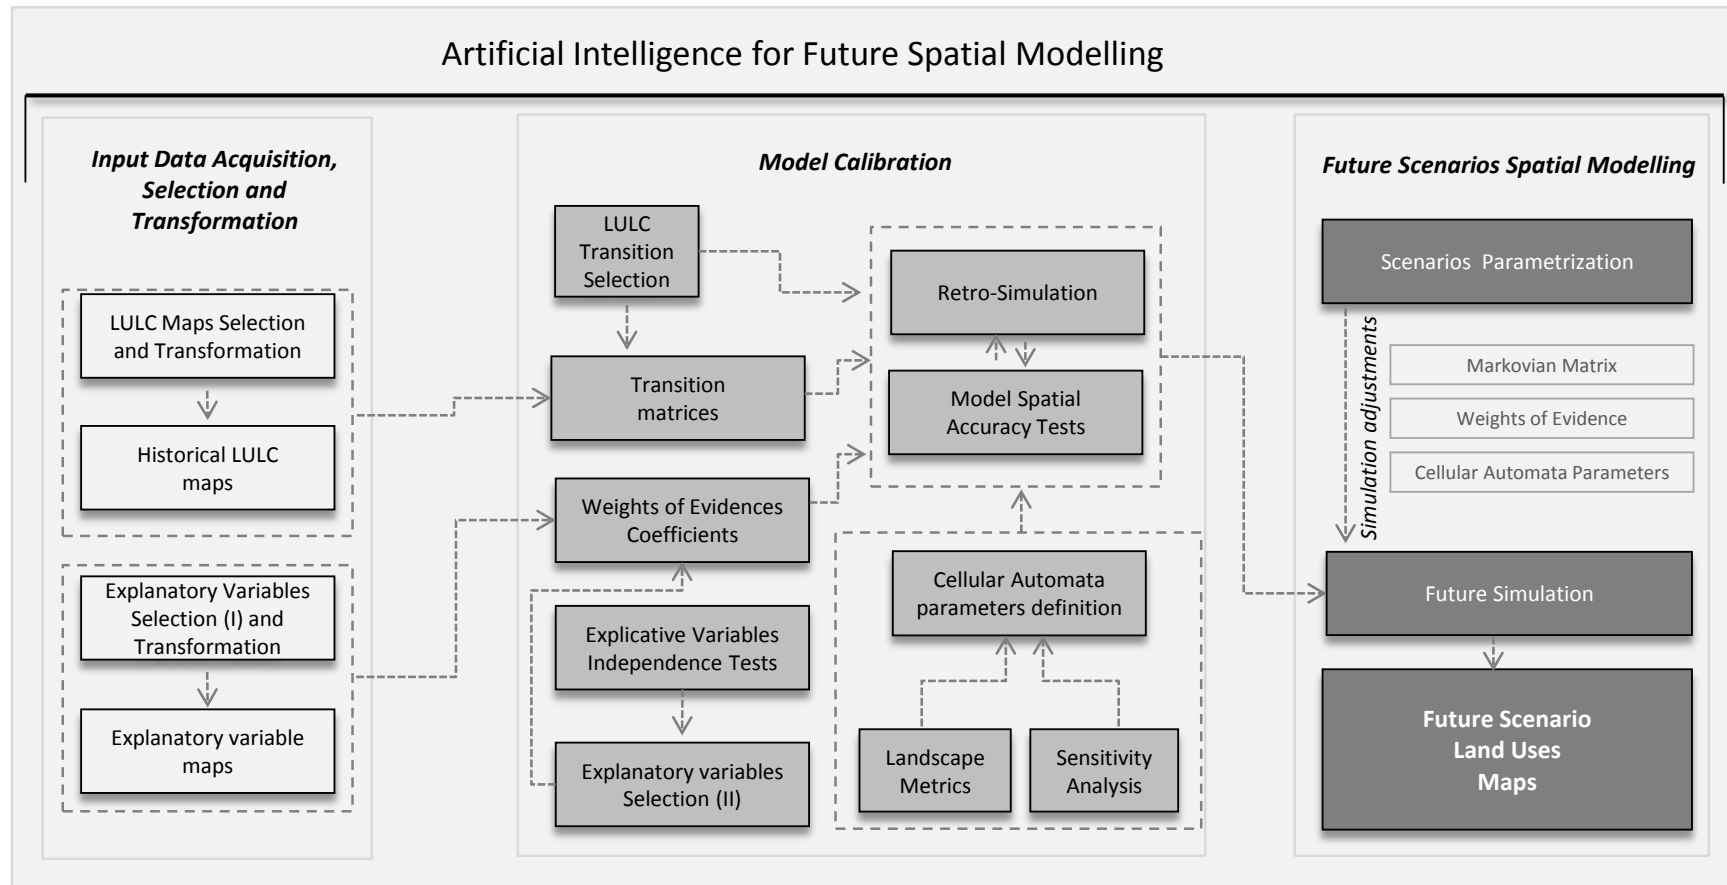 Artificial Intelligence for Future Spatial Modelling
Input Data Acquisition,
Selection and
Transformation
LULC Maps Selection
and Transformation
Historical LULC
maps
Explanatory Variables
Selection (I) and
Transformation
Explanatory variable
maps
Model Calibration
LULC
Transition
Selection
Transition
matrices
Weights of Evidences
Coefficients
Explicative Variables
Independence Tests
Explanatory variables
Selection (II)
Retro-Simulation
Model Spatial
Accuracy Tests
Cellular Automata
parameters definition
Landscape
Metrics
Sensitivity
Analysis
Future Scenarios Spatial Modelling
Scenarios Parametrization
Simulation adjustments
Markovian Matrix
Weights of Evidence
Cellular Automata Parameters
Future Simulation
Future Scenario
Land Uses
Maps